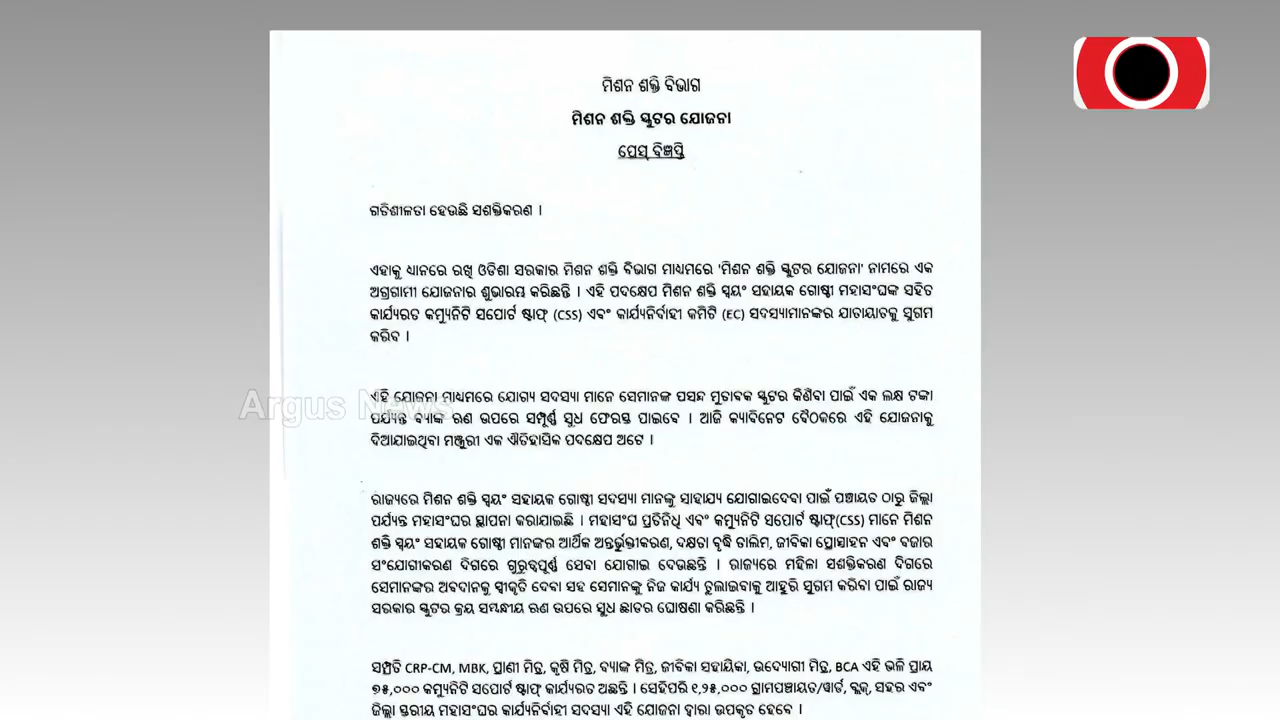 ମିଶନ ଶକ୍ତି ବିଭାଗ
ମିଶନ ଶକ୍ତି ସ୍କୁଟର ଯୋଜନା
ପ୍ରେସ୍ ବିଜ୍ଞପ୍ତି
ଗତିଶୀଳତା ହେଉଛି ସଶକ୍ତିକରଣ ।
ଏହାକୁ ଧ୍ୟାନରେ ରଖି ଓଡିଶା ସରକାର ମିଶନ ଶକ୍ତି ବିଭାଗ ମାଧ୍ୟମରେ 'ମିଶନ ଶକ୍ତି ସ୍କୁଟର ଯୋଜନା' ନାମରେ ଏକ
ଅଗ୍ରଗାମୀ ଯୋଜନାର ଶୁଭାରମ୍ଭ କରିଛନ୍ତି । ଏହି ପଦକ୍ଷେପ ମିଶନ ଶକ୍ତି ସ୍ୱୟଂ ସହାୟକ ଗୋଷ୍ଠୀ ମହାସଂଘଙ୍କ ସହିତ
କାର୍ଯ୍ୟରତ କମ୍ୟୁନିଟି ସପୋର୍ଟ ଷ୍ଟାଫ୍ (CSS) ଏବଂ କାର୍ଯ୍ୟନିର୍ବାହୀ କମିଟି (EC) ସଦସ୍ୟାମାନଙ୍କର ଯାତାୟାତକୁ ସୁଗମ
କରିବ ।
ଏହି ଯୋଜନା ମାଧ୍ୟମରେ ଯୋଗ୍ୟ ସଦସ୍ୟା ମାନେ ସେମାନଙ୍କ ପସନ୍ଦ ମୁତାବକ ସ୍କୁଟର କିଣିବା ପାଇଁ ଏକ ଲକ୍ଷ ଟଙ୍କା
ପର୍ଯ୍ୟନ୍ତ ବ୍ୟାଙ୍କ ଋଣ ଉପରେ ସମ୍ପୂର୍ଣ୍ଣ ସୁଧ ଫେରସ୍ତ ପାଇବେ । ଆଜି କ୍ୟାବିନେଟ ବୈଠକରେ ଏହି ଯୋଜନାକୁ
ଦିଆଯାଇଥିବା ମଞ୍ଜୁରୀ ଏକ ଐତିହାସିକ ପଦକ୍ଷେପ ଅଟେ ।
Argus News
ରାଜ୍ୟରେ ମିଶନ ଶକ୍ତି ସ୍ୱୟଂ ସହାୟକ ଗୋଷ୍ଠୀ ସଦସ୍ୟା ମାନଙ୍କୁ ସାହାଯ୍ୟ ଯୋଗାଇଦେବା ପାଇଁ ପଞ୍ଚାୟତ ଠାରୁ ଜିଲ୍ଲା
ପର୍ଯ୍ୟନ୍ତ ମହାସଂଘର ସ୍ଥାପନା କରାଯାଇଛି । ମହାସଂଘ ପ୍ରତିନିଧି ଏବଂ କମ୍ୟୁନିଟି ସପୋର୍ଟ ଷ୍ଟାଫ୍(CSS) ମାନେ ମିଶନ
ଶକ୍ତି ସ୍ୱୟଂ ସହାୟକ ଗୋଷ୍ଠୀ ମାନଙ୍କର ଆର୍ଥିକ ଅନ୍ତର୍ଭୁକ୍ତୀକରଣ, ଦକ୍ଷତା ବୃଦ୍ଧି ତାଲିମ, ଜୀବିକା ପ୍ରୋତ୍ସାହନ ଏବଂ ବଜାର
ସଂଯୋଗୀକରଣ ଦିଗରେ ଗୁରୁତ୍ୱପୂର୍ଣ୍ଣ ସେବା ଯୋଗାଇ ଦେଉଛନ୍ତି । ରାଜ୍ୟରେ ମହିଳା ସଶକ୍ତିକରଣ ଦିଗରେ
ସେମାନଙ୍କର ଅବଦାନକୁ ସ୍ୱୀକୃତି ଦେବା ସହ ସେମାନଙ୍କୁ ନିଜ କାର୍ଯ୍ୟ ତୁଲାଇବାକୁ ଆହୁରି ସୁଗମ କରିବା ପାଇଁ ରାଜ୍ୟ
ସରକାର ସ୍କୁଟର କ୍ରୟ ସମ୍ବନ୍ଧୀୟ ଋଣ ଉପରେ ସୁଧ ଛାଡର ଘୋଷଣା କରିଛନ୍ତି ।
ସମ୍ପ୍ରତି CRP-CM, MBK, ପ୍ରାଣୀ ମିତ୍ର, କୃଷି ମିତ୍ର, ବ୍ୟାଙ୍କ ମିତ୍ର, ଜୀବିକା ସହାୟିକା, ଉଦ୍ୟୋଗୀ ମିତ୍ର, BCA ଏହି ଭଳି ପ୍ରାୟ
୭୫,୦୦୦ କମ୍ୟୁନିଟି ସପୋର୍ଟ ଷ୍ଟାଫ୍ କାର୍ଯ୍ୟରତ ଅଛନ୍ତି । ସେହିପରି ୧,୨୫,୦୦୦ ଗ୍ରାମପଞ୍ଚାୟତ/ୱାର୍ଡ, ବ୍ଲକ୍, ସହର ଏବଂ
ଜିଲ୍ଲା ସ୍ତରୀୟ ମହାସଂଘର କାର୍ଯ୍ୟନିର୍ବାହୀ ସଦସ୍ୟା ଏହି ଯୋଜନା ଦ୍ୱାରା ଉପକୃତ ହେବେ ।